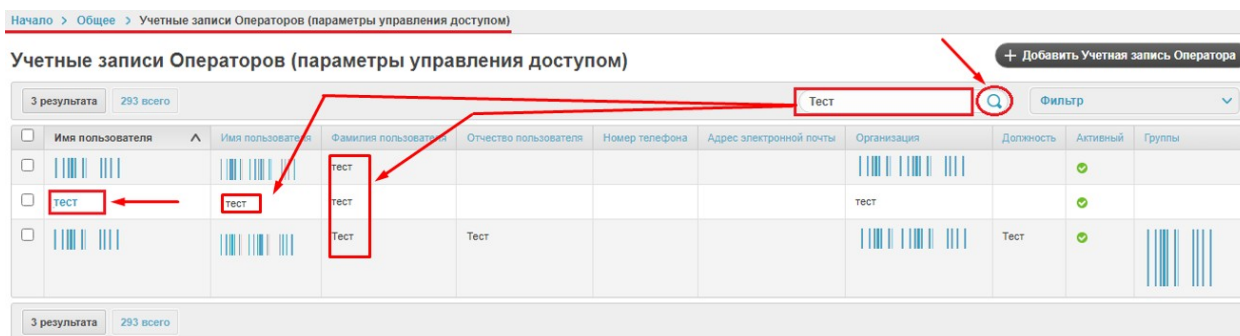 Начало > Общее > Учетные записи Операторов (параметры управления доступом)
Учетные записи Операторов (параметры управления доступом)
+ Добавить Учетная запись Оператора
3 результата 293 всего Тест Фильтр
Имя пользователя Имя пользователя Фамилия пользователя Отчество пользователя Номер телефона Адрес электронной почты Организация Должность Активный Группы
тест
тест тест тест тест
Тест Тест Тест
3 результата 293 всего